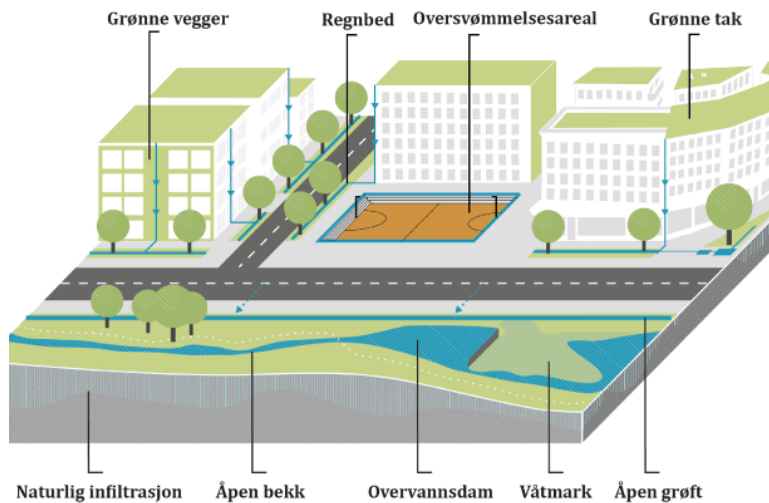 Grønne vegger
Regnbed
Oversvømmelsesareal
Grønne tak
Naturlig infiltrasjon
Åpen bekk
Overvannsdam
Våtmark
Åpen grøft